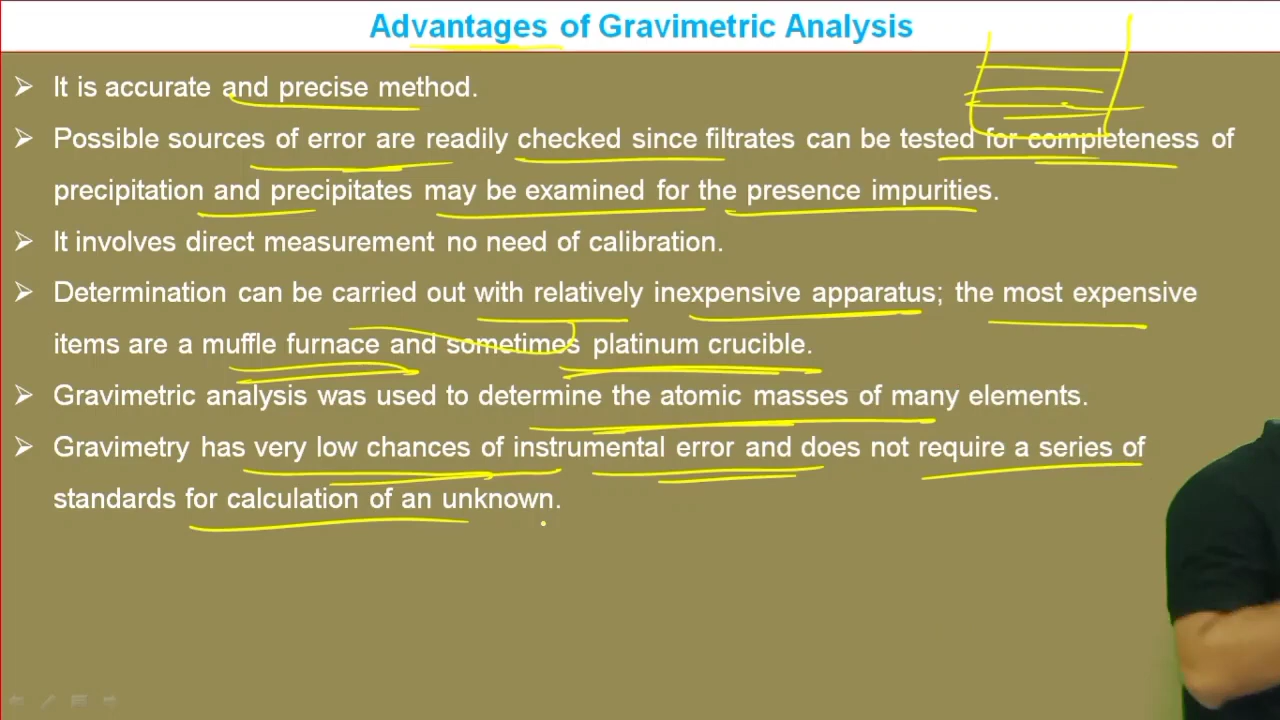 Advantages of Gravimetric Analysis
➢ It is accurate and precise method.
➢ Possible sources of error are readily checked since filtrates can be tested for completeness of
precipitation and precipitates may be examined for the presence impurities.
➢ It involves direct measurement no need of calibration.
➢ Determination can be carried out with relatively inexpensive apparatus; the most expensive
items are a muffle furnace and sometimes platinum crucible.
➢ Gravimetric analysis was used to determine the atomic masses of many elements.
➢ Gravimetry has very low chances of instrumental error and does not require a series of
standards for calculation of an unknown.